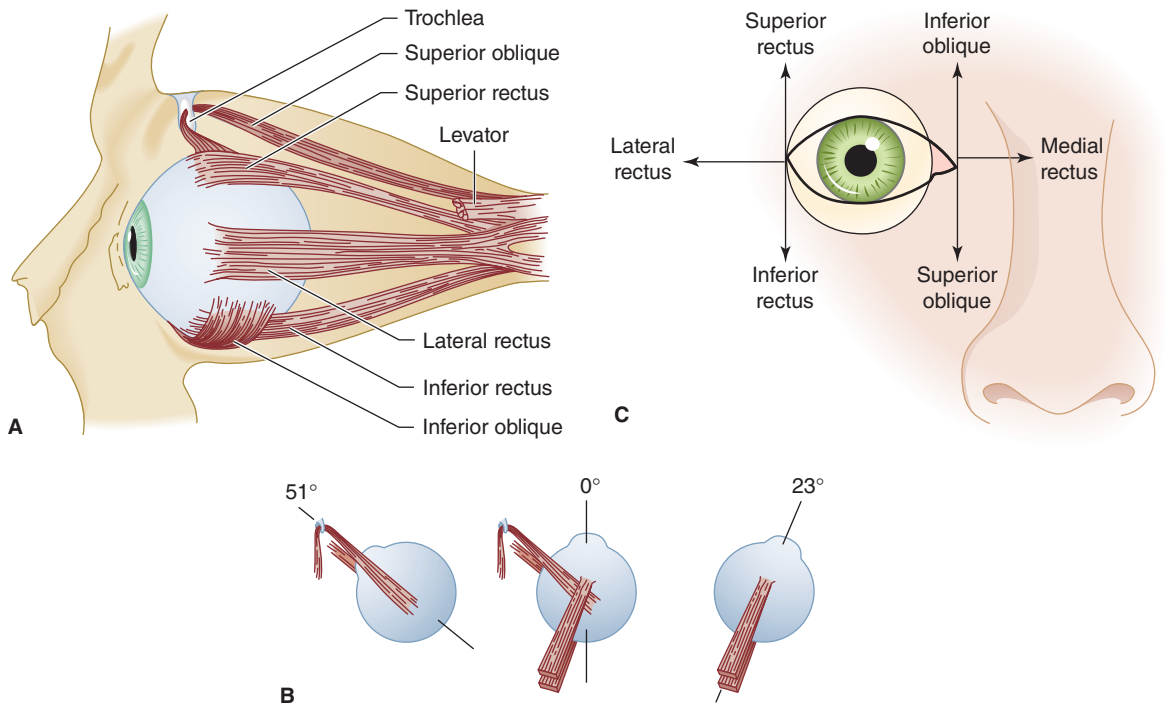 Trochlea
Superior oblique
Superior rectus
Levator
Lateral rectus
Inferior rectus
Inferior oblique
A
Superior
rectus
Inferior
oblique
Lateral
rectus
Medial
rectus
Inferior
rectus
Superior
oblique
C
51°
0°
23°
B